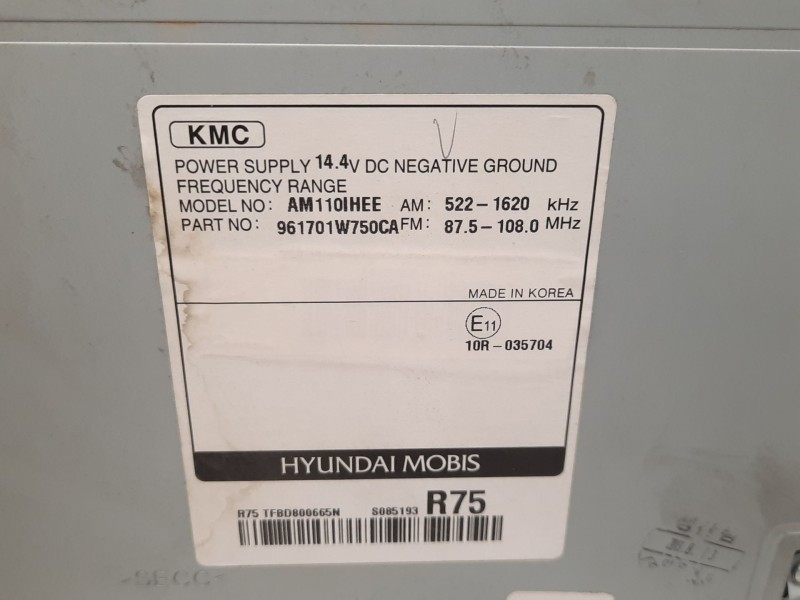 KMC
V
POWER SUPPLY 14.4V DC NEGATIVE GROUND
FREQUENCY RANGE
MODEL NO: AM110IHEE AM: 522-1620 kHz
PART NO: 961701W750CA FM: 87.5-108.0 MHz
MADE IN KOREA
E11
10R-035704
HYUNDAI MOBIS
R75 TFBD800665N S085193 R75
-SECC-